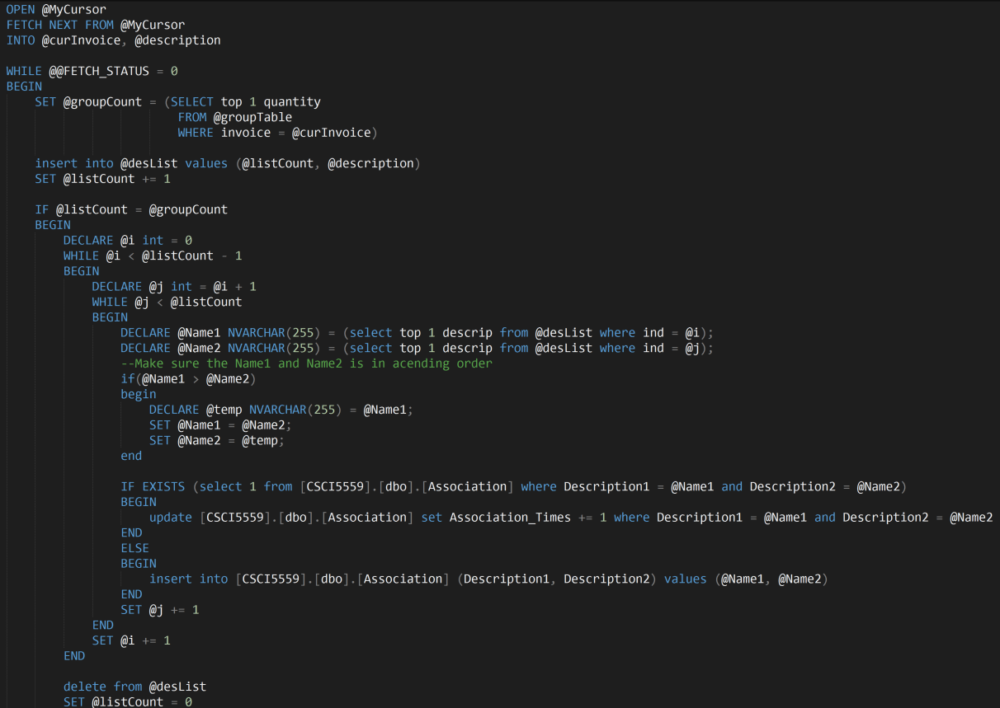 OPEN @MyCursor
FETCH NEXT FROM @MyCursor
INTO @curInvoice, @description
WHILE @@FETCH_STATUS = 0
BEGIN
SET @groupCount = (SELECT top 1 quantity
FROM @groupTable
WHERE invoice = @curInvoice)
insert into @desList values (@listCount, @description)
SET @listCount += 1
IF @listCount = @groupCount
BEGIN
DECLARE @i int = 0
WHILE @i < @listCount - 1
BEGIN
DECLARE @j int = @i + 1
WHILE @j < @listCount
BEGIN
DECLARE @Name1 NVARCHAR(255) = (select top 1 descrip from @desList where ind = @i);
DECLARE @Name2 NVARCHAR(255) = (select top 1 descrip from @desList where ind = @j);
--Make sure the Name1 and Name2 is in acending order
if(@Name1 > @Name2)
begin
DECLARE @temp NVARCHAR(255) = @Name1;
SET @Name1 = @Name2;
SET @Name2 = @temp;
end
IF EXISTS (select 1 from [CSCI5559].[dbo].[Association] where Description1 = @Name1 and Description2 = @Name2)
BEGIN
update [CSCI5559].[dbo].[Association] set Association_Times += 1 where Description1 = @Name1 and Description2 = @Name2
END
ELSE
BEGIN
insert into [CSCI5559].[dbo].[Association] (Description1, Description2) values (@Name1, @Name2)
END
SET @j += 1
END
SET @i += 1
END
delete from @desList
SET @listCount = 0